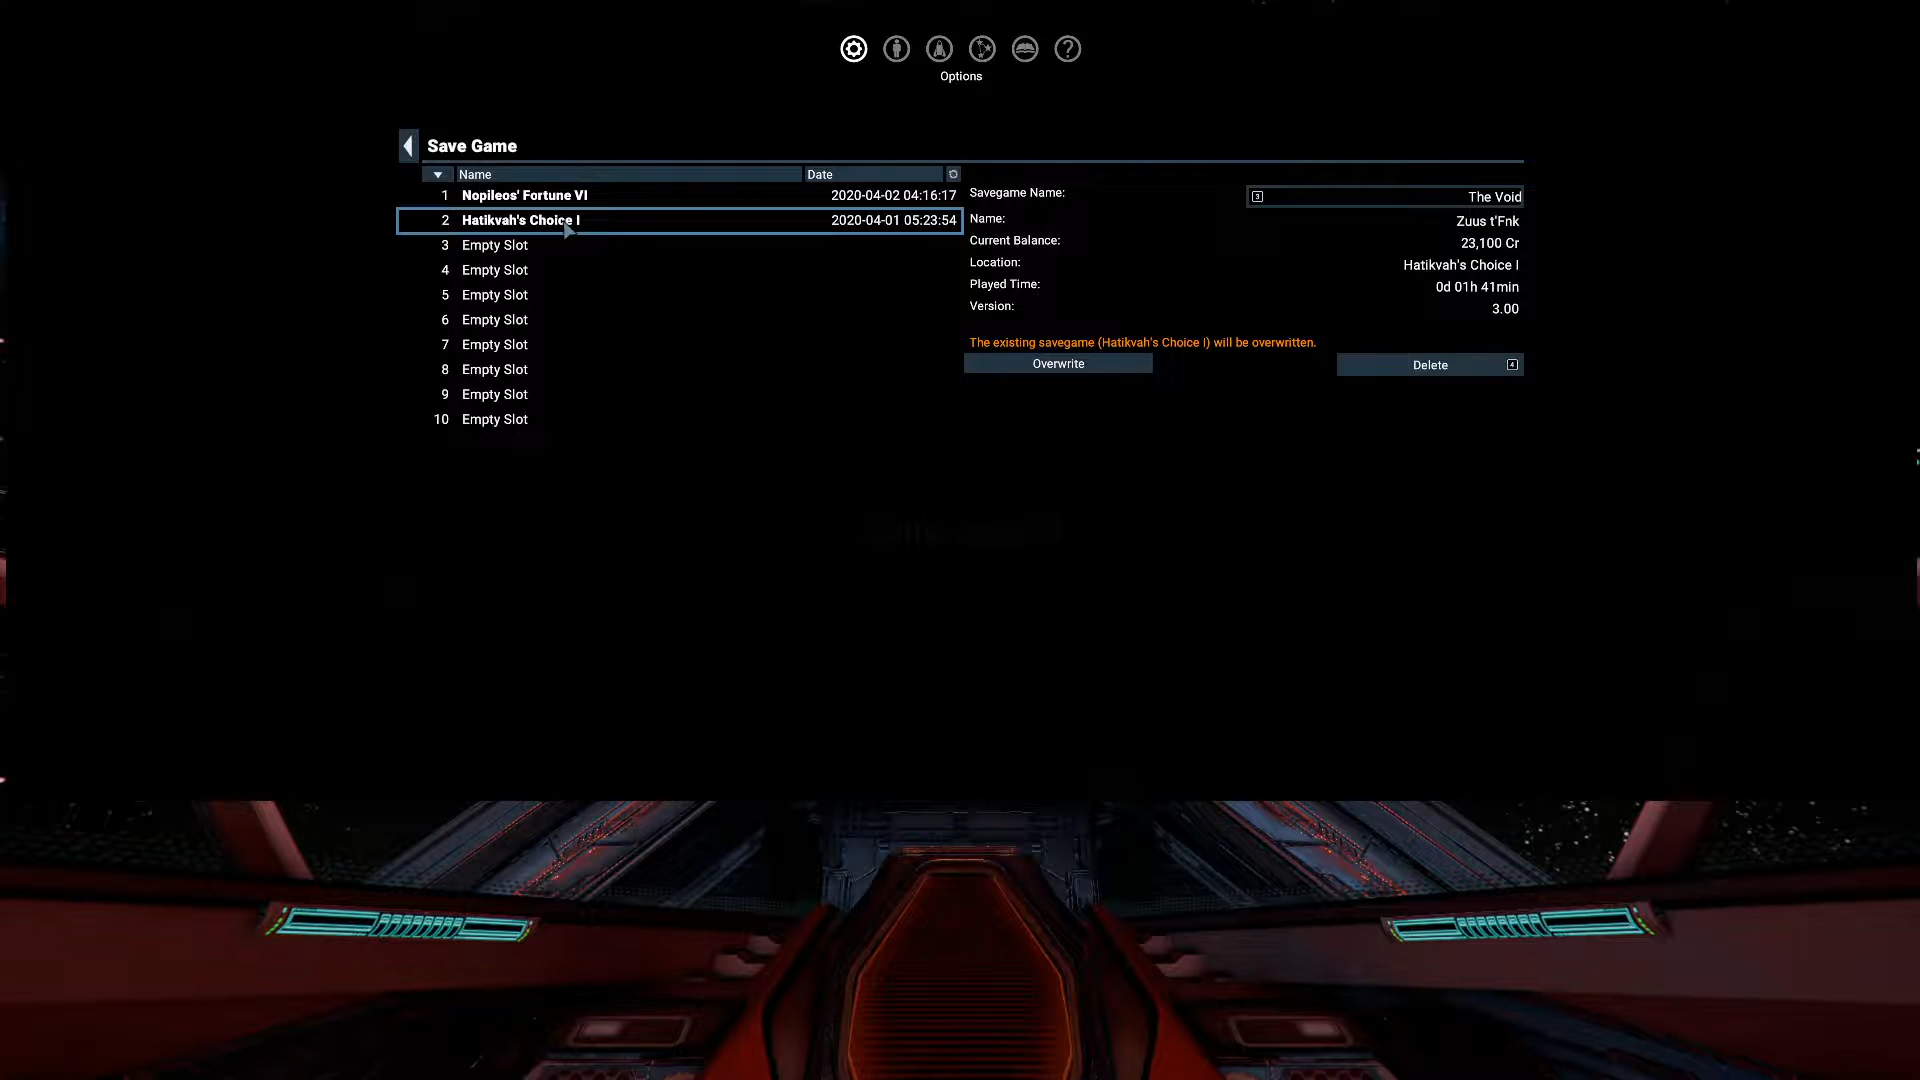 Options
Save Game
Name Date
1 Nopileos' Fortune VI 2020-04-02 04:16:17
2 Hatikvah's Choice I 2020-04-01 05:23:54
3 Empty Slot
4 Empty Slot
5 Empty Slot
6 Empty Slot
7 Empty Slot
8 Empty Slot
9 Empty Slot
10 Empty Slot
Savegame Name: 3 The Void
Name: Zuus t'Fnk
Current Balance: 23,100 Cr
Location: Hatikvah's Choice I
Played Time: 0d 01h 41min
Version: 3.00
The existing savegame (Hatikvah's Choice I) will be overwritten.
Overwrite Delete 4